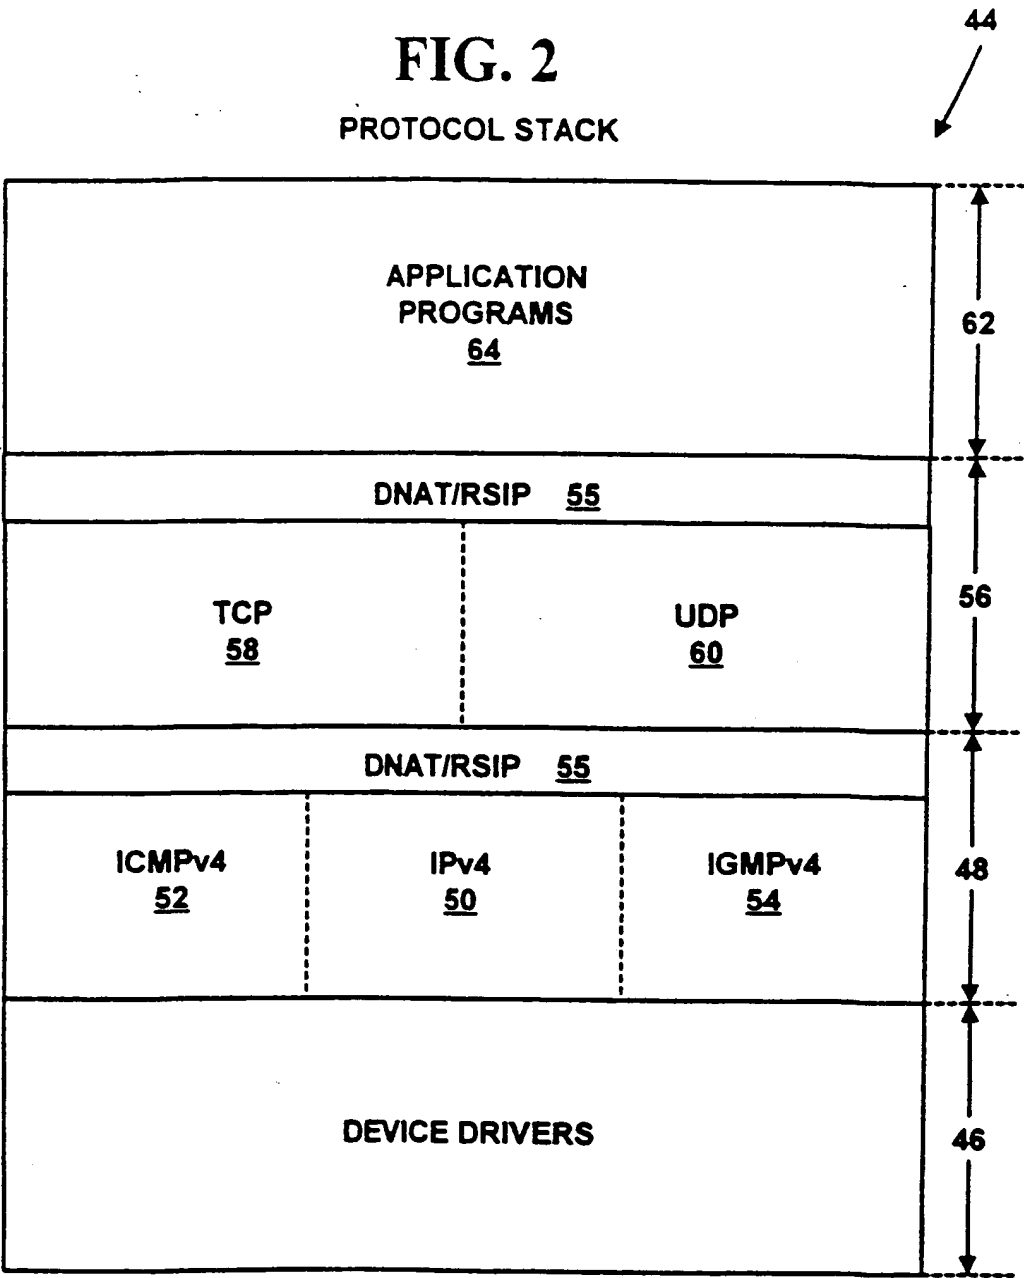 44
FIG. 2
PROTOCOL STACK
APPLICATION
PROGRAMS
64
62
DNAT/RSIP 55
56
TCP
58
UDP
60
DNAT/RSIP 55
48
ICMPv4
52
IPv4
50
IGMPv4
54
DEVICE DRIVERS
46